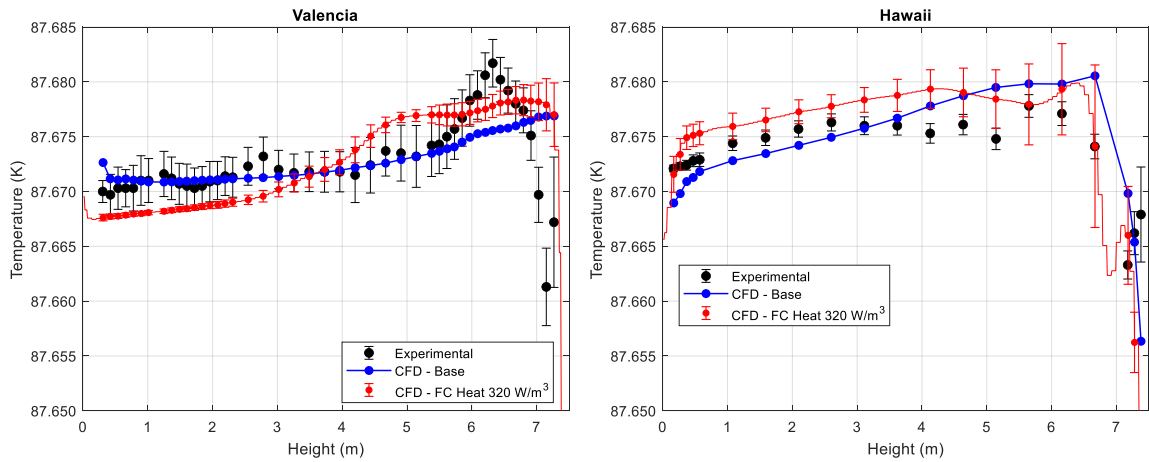 Valencia
87.685
87.680
87.675
87.670
87.665
87.660
87.655
87.650
Temperature (K)
0 1 2 3 4 5 6 7
Height (m)
Experimental
CFD - Base
CFD - FC Heat 320 W/m³
Hawaii
87.685
87.680
87.675
87.670
87.665
87.660
87.655
87.650
Temperature (K)
0 1 2 3 4 5 6 7
Height (m)
Experimental
CFD - Base
CFD - FC Heat 320 W/m³